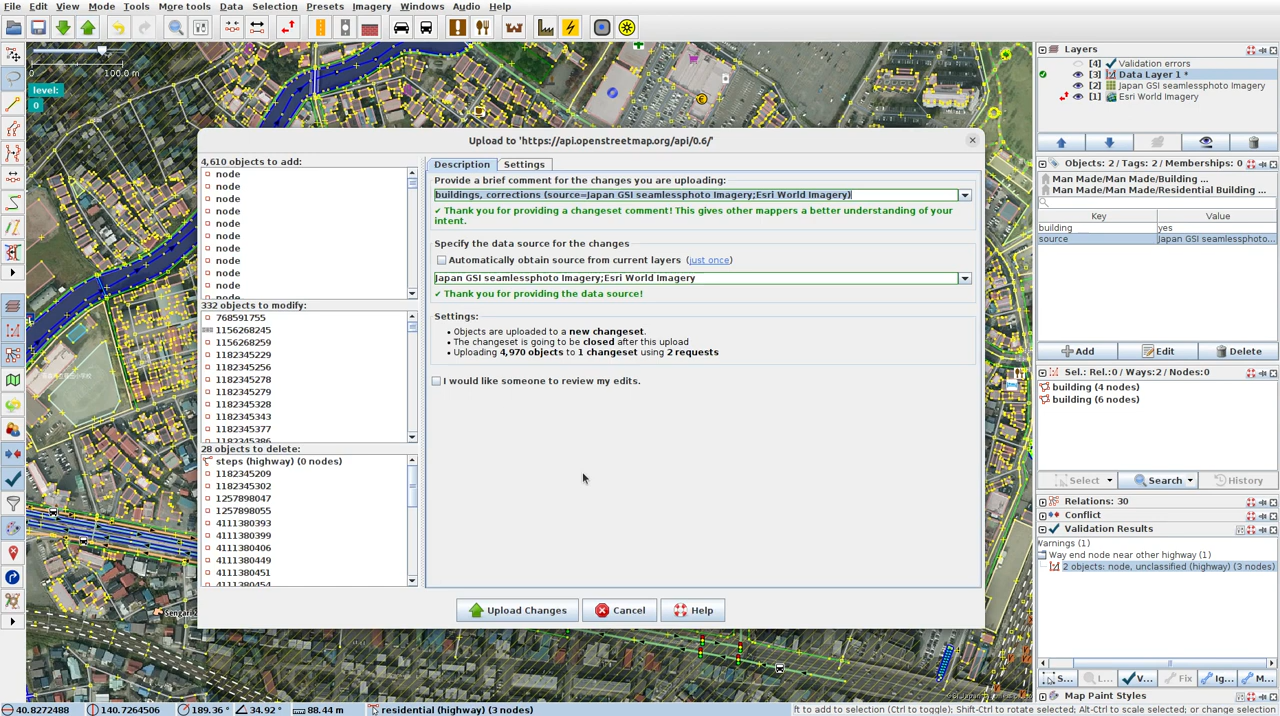 File Edit View Mode Tools More tools Data Selection Presets Imagery Windows Audio Help
0 100.0 m
level:
0
Upload to 'https://api.openstreetmap.org/api/0.6/'
4,610 objects to add:
node
node
node
node
node
node
node
node
node
node
node
332 objects to modify:
768591755
1156268245
1156268259
1182345229
1182345256
1182345278
1182345279
1182345328
1182345343
1182345377
1182345386
28 objects to delete:
steps (highway) (0 nodes)
1182345209
1182345302
1257898047
1257898055
4111380393
4111380399
4111380406
4111380449
4111380451
4111380454
Description Settings
Provide a brief comment for the changes you are uploading:
buildings, corrections (source=Japan GSI seamlessphoto Imagery;Esri World Imagery)
✔ Thank you for providing a changeset comment! This gives other mappers a better understanding of your
intent.
Specify the data source for the changes
Automatically obtain source from current layers (just once)
Japan GSI seamlessphoto Imagery;Esri World Imagery
✔ Thank you for providing the data source!
Settings:
• Objects are uploaded to a new changeset.
• The changeset is going to be closed after this upload
• Uploading 4,970 objects to 1 changeset using 2 requests
I would like someone to review my edits.
Upload Changes Cancel Help
Layers
[4] Validation errors
[3] Data Layer 1 *
[2] Japan GSI seamlessphoto Imagery
[1] Esri World Imagery
Objects: 2 / Tags: 2 / Memberships: 0
Man Made/Man Made/Building ...
Man Made/Man Made/Residential Building ...
Key Value
building yes
source Japan GSI seamlessphoto...
Add Edit Delete
Sel.: Rel.:0 / Ways:2 / Nodes:0
building (4 nodes)
building (6 nodes)
Select Search History
Relations: 30
Conflict
Validation Results
Warnings (1)
Way end node near other highway (1)
2 objects: node, unclassified (highway) (3 nodes)
S... L... V... Fix Ig... M...
Map Paint Styles
40.8272488 140.7264506 189.36 ° 34.92 ° 88.44 m residential (highway) (3 nodes) ft to add to selection (Ctrl to toggle); Shift-Ctrl to rotate selected; Alt-Ctrl to scale selected; or change selection